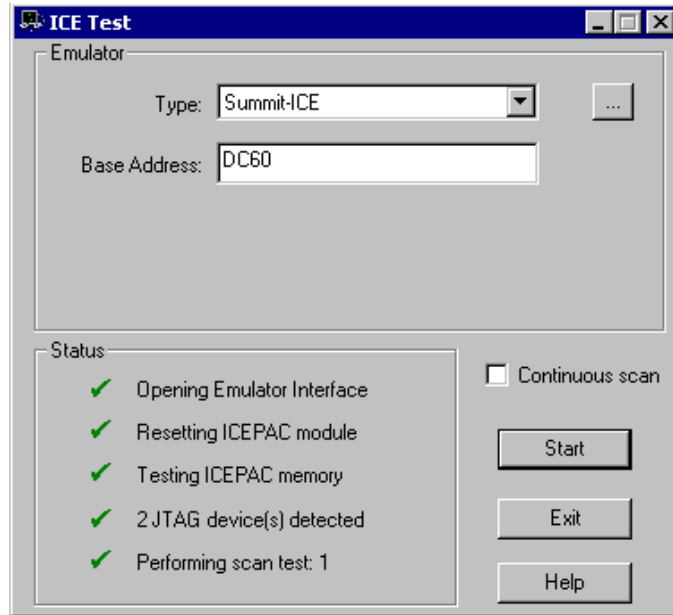 ICE Test
Emulator
Type: Summit-ICE ...
Base Address: DC60
Status
Opening Emulator Interface
Continuous scan
Resetting ICEPAC module
Start
Testing ICEPAC memory
2 JTAG device(s) detected
Exit
Performing scan test: 1
Help